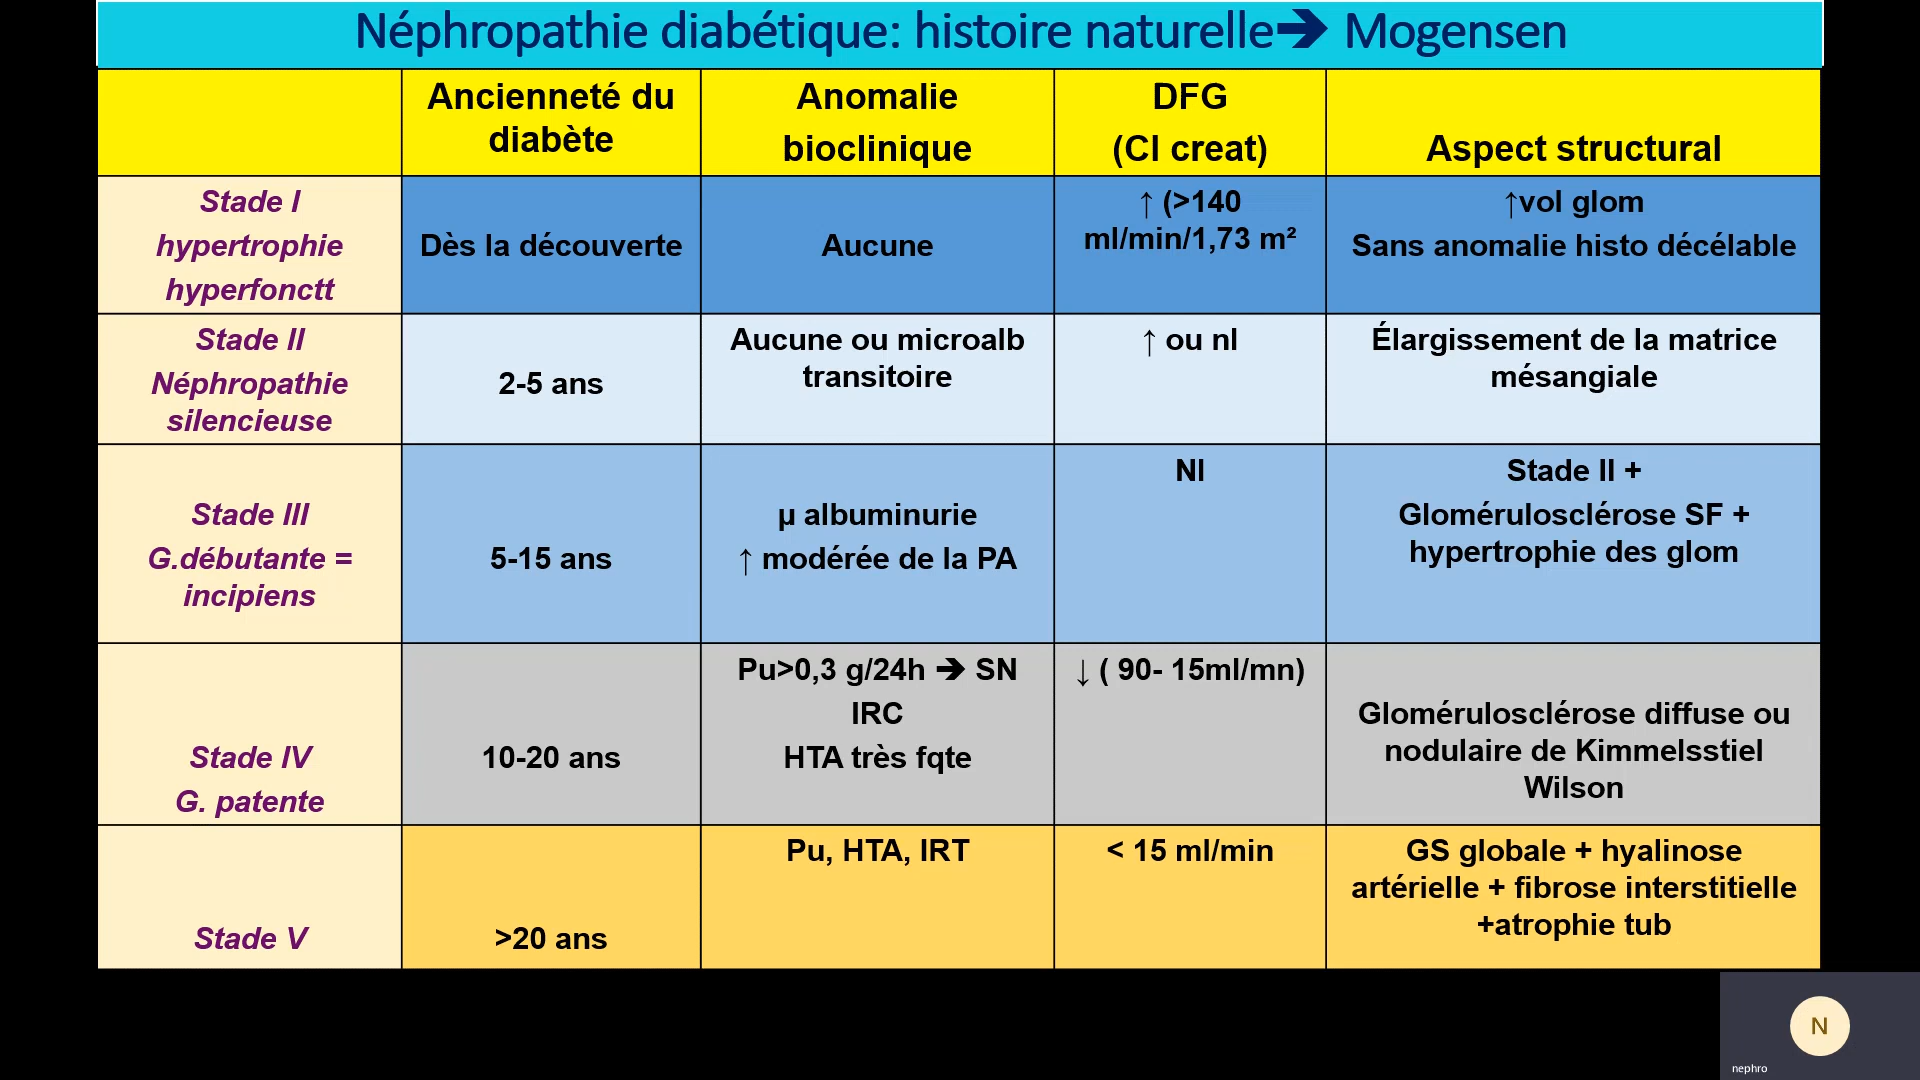 Néphropathie diabétique: histoire naturelle➔ Mogensen
Ancienneté du
diabète
Anomalie
bioclinique
DFG
(Cl creat)
Aspect structural
Stade I
hypertrophie
hyperfonctt
Dès la découverte
Aucune
↑ (>140
ml/min/1,73 m²
↑vol glom
Sans anomalie histo décélable
Stade II
Néphropathie
silencieuse
2-5 ans
Aucune ou microalb
transitoire
↑ ou nl
Élargissement de la matrice
mésangiale
Stade III
G.débutante =
incipiens
5-15 ans
µ albuminurie
↑ modérée de la PA
Nl
Stade II +
Glomérulosclérose SF +
hypertrophie des glom
Stade IV
G. patente
10-20 ans
Pu>0,3 g/24h ➔ SN
IRC
HTA très fqte
↓ ( 90- 15ml/mn)
Glomérulosclérose diffuse ou
nodulaire de Kimmelsstiel
Wilson
Stade V
>20 ans
Pu, HTA, IRT
< 15 ml/min
GS globale + hyalinose
artérielle + fibrose interstitielle
+atrophie tub
N
nephro